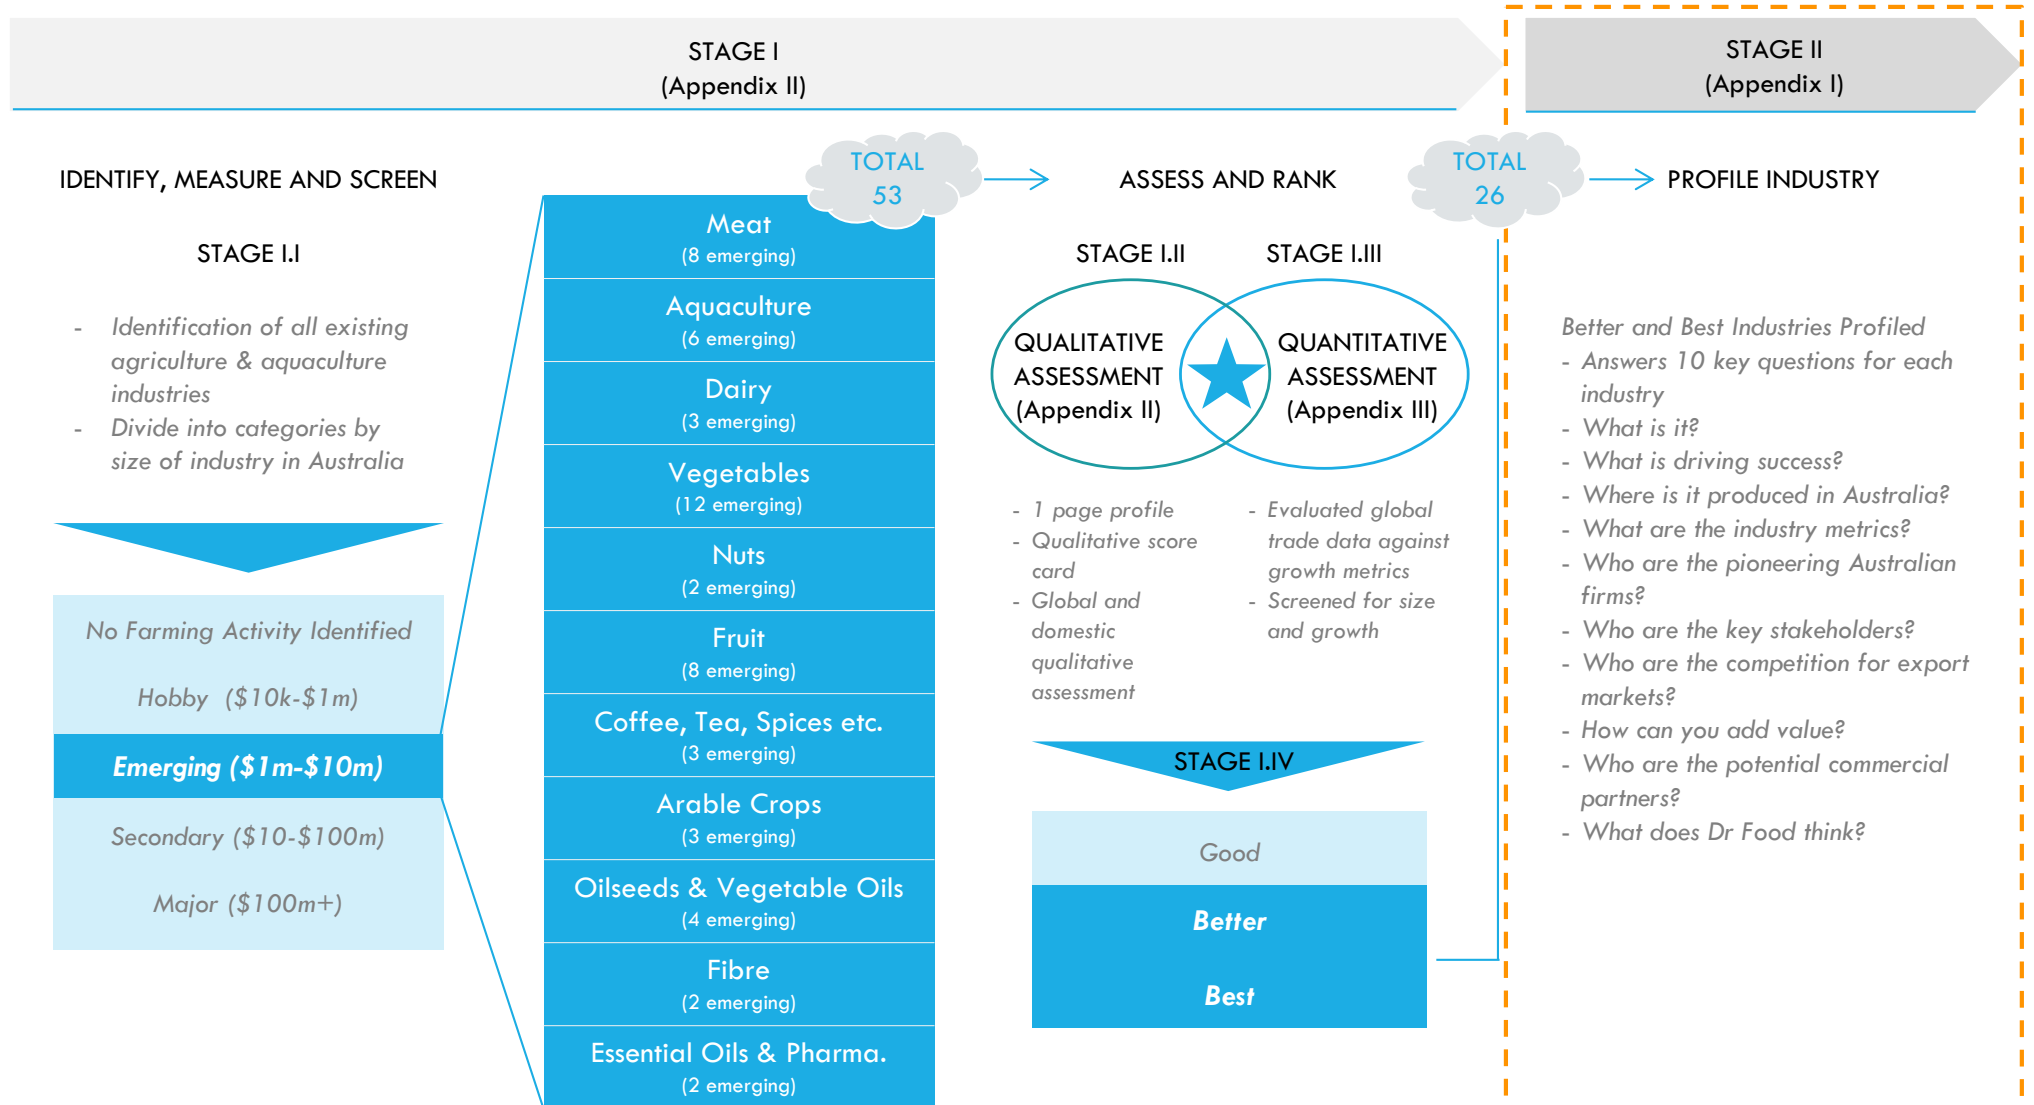 STAGE I
(Appendix II)
STAGE II
(Appendix I)
IDENTIFY, MEASURE AND SCREEN
STAGE I.I
- Identification of all existing
agriculture & aquaculture
industries
- Divide into categories by
size of industry in Australia
No Farming Activity Identified
Hobby ($10k-$1m)
Emerging ($1m-$10m)
Secondary ($10-$100m)
Major ($100m+)
TOTAL
53
Meat
(8 emerging)
Aquaculture
(6 emerging)
Dairy
(3 emerging)
Vegetables
(12 emerging)
Nuts
(2 emerging)
Fruit
(8 emerging)
Coffee, Tea, Spices etc.
(3 emerging)
Arable Crops
(3 emerging)
Oilseeds & Vegetable Oils
(4 emerging)
Fibre
(2 emerging)
Essential Oils & Pharma.
(2 emerging)
ASSESS AND RANK
STAGE I.II
QUALITATIVE
ASSESSMENT
(Appendix II)
- 1 page profile
- Qualitative score
card
- Global and
domestic
qualitative
assessment
STAGE I.III
QUANTITATIVE
ASSESSMENT
(Appendix III)
- Evaluated global
trade data against
growth metrics
- Screened for size
and growth
STAGE I.IV
Good
Better
Best
TOTAL
26
PROFILE INDUSTRY
Better and Best Industries Profiled
- Answers 10 key questions for each
industry
- What is it?
- What is driving success?
- Where is it produced in Australia?
- What are the industry metrics?
- Who are the pioneering Australian
firms?
- Who are the key stakeholders?
- Who are the competition for export
markets?
- How can you add value?
- Who are the potential commercial
partners?
- What does Dr Food think?